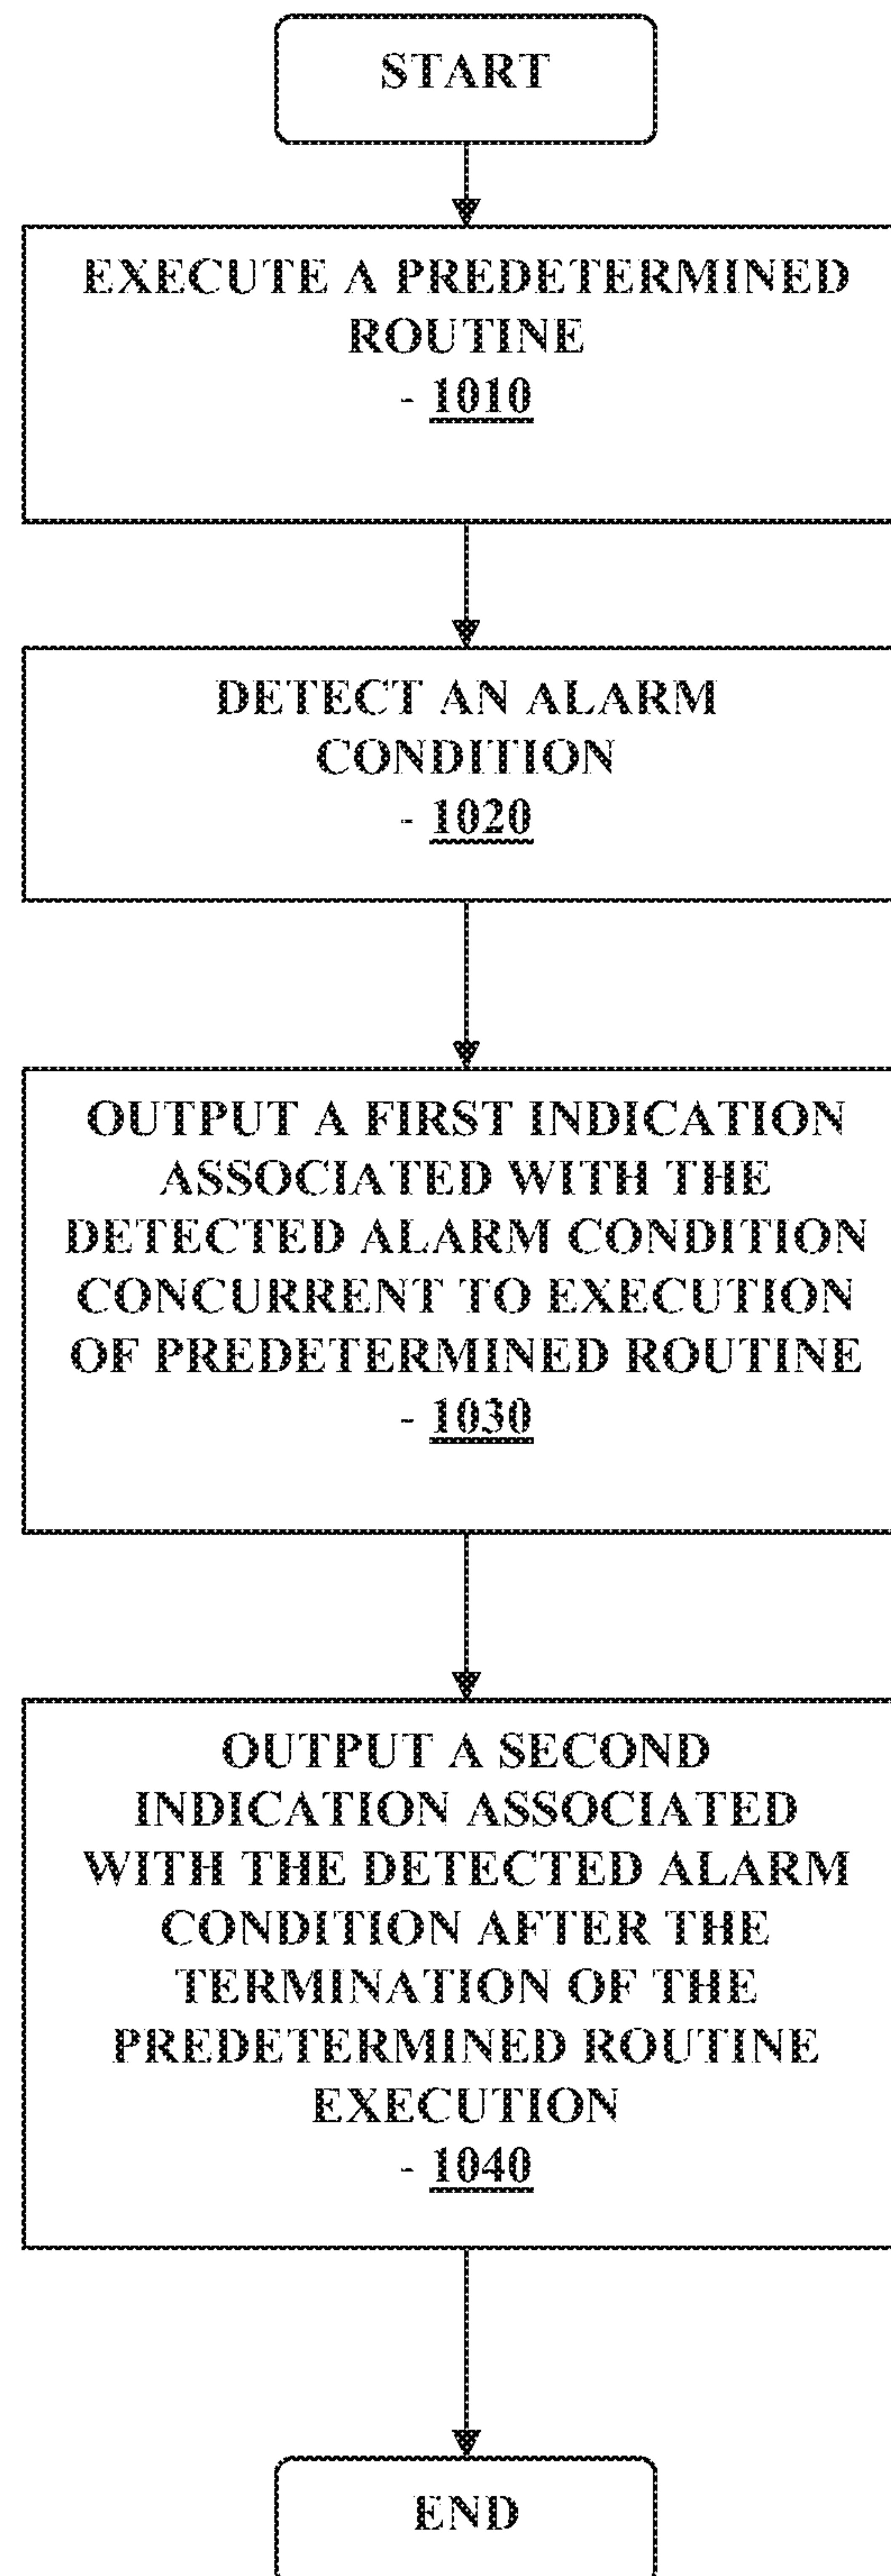 START
EXECUTE A PREDETERMINED
ROUTINE
- 1010
DETECT AN ALARM
CONDITION
- 1020
OUTPUT A FIRST INDICATION
ASSOCIATED WITH THE
DETECTED ALARM CONDITION
CONCURRENT TO EXECUTION
OF PREDETERMINED ROUTINE
- 1030
OUTPUT A SECOND
INDICATION ASSOCIATED
WITH THE DETECTED ALARM
CONDITION AFTER THE
TERMINATION OF THE
PREDETERMINED ROUTINE
EXECUTION
- 1040
END